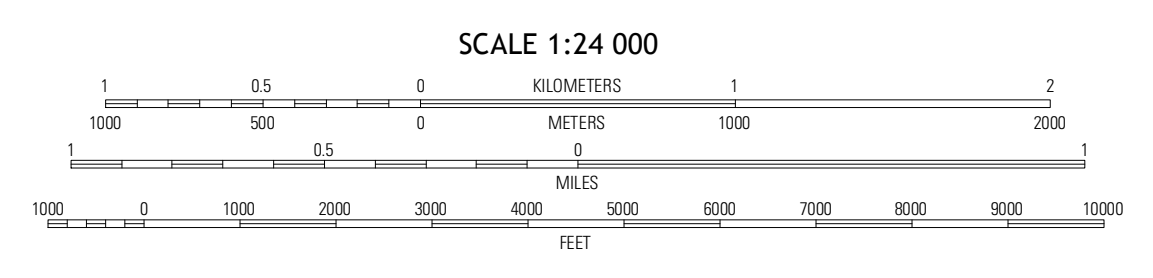 SCALE 1:24 000
1 0.5 0 KILOMETERS 1 2
1000 500 0 METERS 1000 2000
1 0.5 0 1
MILES
1000 0 1000 2000 3000 4000 5000 6000 7000 8000 9000 10000
FEET